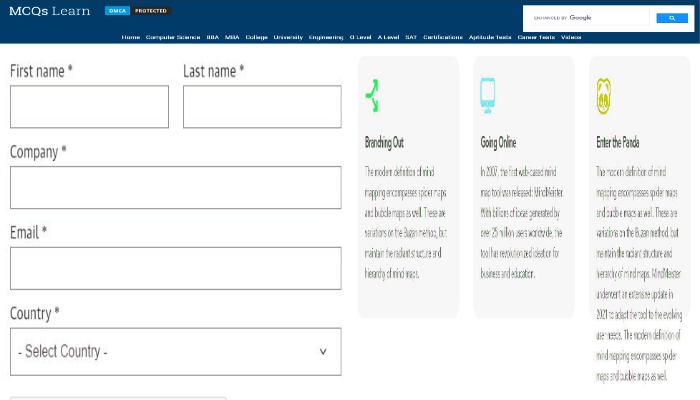 MCQs Learn
DMCA PROTECTED
ENHANCED BY Google
Home Computer Science BBA MBA College University Engineering O Level A Level SAT Certifications Aptitude Tests Career Tests Videos
First name *
Last name *
Company *
Email *
Country *
- Select Country -
Branching Out
The modern definition of mind
mapping encompasses spider maps
and bubble maps as well. These are
variations on the Buzan method, but
maintain the radiant structure and
hierarchy of mind maps.
Going Online
In 2007, the first web-based mind
map tool was released: MindMeister.
With billions of ideas generated by
over 25 million users worldwide, the
tool has revolutionized ideation for
business and education.
Enter the Panda
The modern definition of mind
mapping encompasses spider maps
and bubble maps as well. These are
variations on the Buzan method, but
maintain the radiant structure and
hierarchy of mind maps. MindMeister
underwent an extensive update in
2021 to adapt the tool to the evolving
user needs. The modern definition of
mind mapping encompasses spider
maps and bubble maps as well.